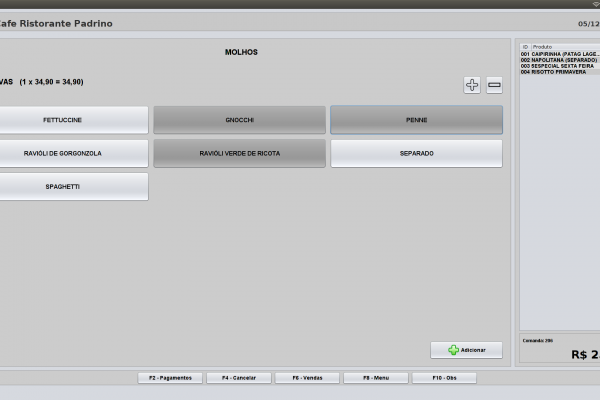 Cafe Ristorante Padrino
05/12
MOLHOS
VAS (1 x 34,90 = 34,90)
FETTUCCINE
GNOCCHI
PENNE
RAVIÓLI DE GORGONZOLA
RAVIÓLI VERDE DE RICOTA
SEPARADO
SPAGHETTI
Adicionar
ID Produto
001 CAIPIRINHA (PATAG LAGE...
002 NAPOLITANA (SEPARADO)
003 SESPECIAL SEXTA FEIRA
004 RISOTTO PRIMAVERA
Comanda: 206
R$ 2
F2 - Pagamentos
F4 - Cancelar
F6 - Vendas
F8 - Menu
F10 - Obs